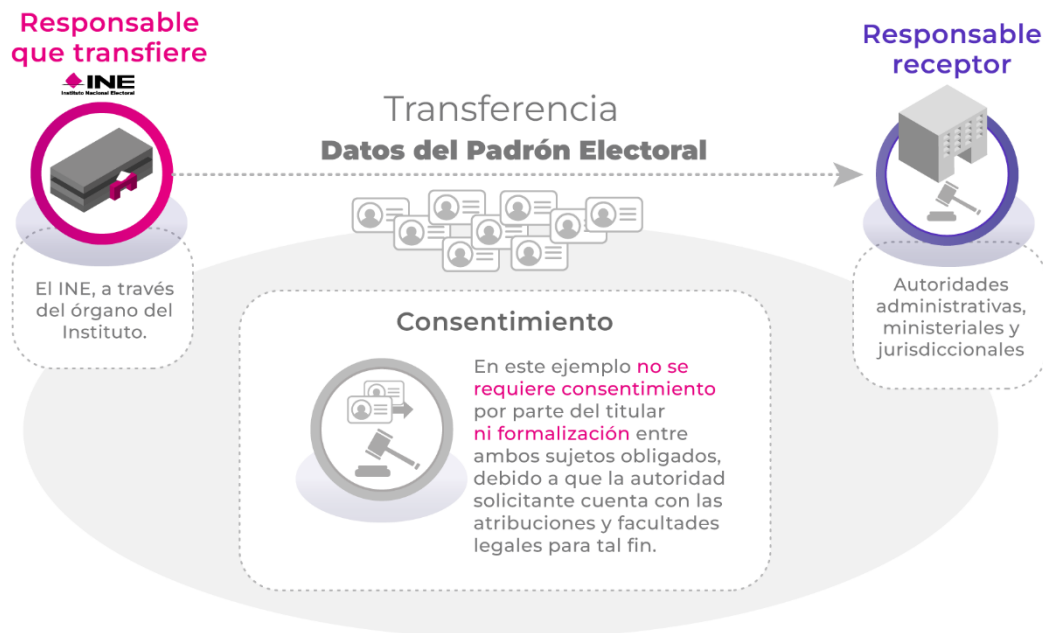 Responsable
que transfiere
INE
Instituto Nacional Electoral
El INE, a través
del órgano del
Instituto.
Transferencia
Datos del Padrón Electoral
Responsable
receptor
Autoridades
administrativas,
ministeriales y
jurisdiccionales
Consentimiento
En este ejemplo no se
requiere consentimiento
por parte del titular
ni formalización entre
ambos sujetos obligados,
debido a que la autoridad
solicitante cuenta con las
atribuciones y facultades
legales para tal fin.